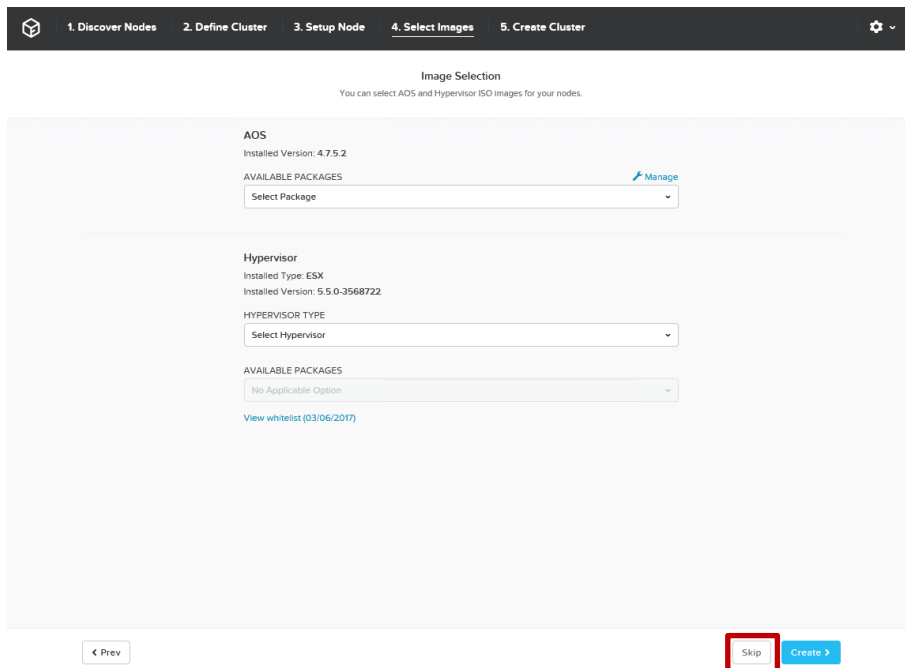 1. Discover Nodes 2. Define Cluster 3. Setup Node 4. Select Images 5. Create Cluster
Image Selection
You can select AOS and Hypervisor ISO images for your nodes.
AOS
Installed Version: 4.7.5.2
AVAILABLE PACKAGES Manage
Select Package
Hypervisor
Installed Type: ESX
Installed Version: 5.5.0-3568722
HYPERVISOR TYPE
Select Hypervisor
AVAILABLE PACKAGES
No Applicable Option
View whitelist (03/06/2017)
Prev Skip Create